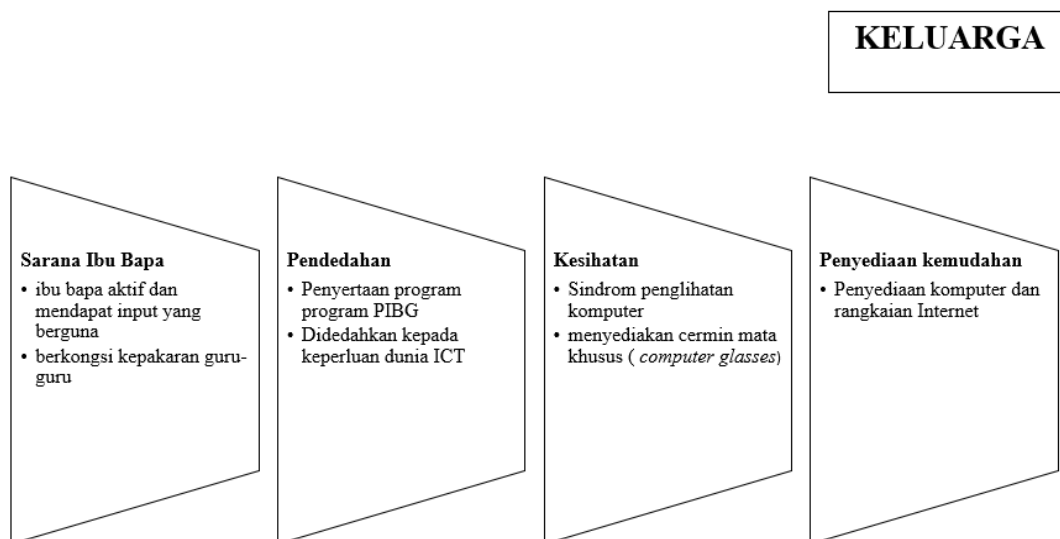 KELUARGA
Sarana Ibu Bapa
• ibu bapa aktif dan
mendapat input yang
berguna
• berkongsi kepakaran guru-
guru
Pendedahan
• Penyertaan program
program PIBG
• Didedahkan kepada
keperluan dunia ICT
Kesihatan
• Sindrom penglihatan
komputer
• menyediakan cermin mata
khusus ( computer glasses)
Penyediaan kemudahan
• Penyediaan komputer dan
rangkaian Internet